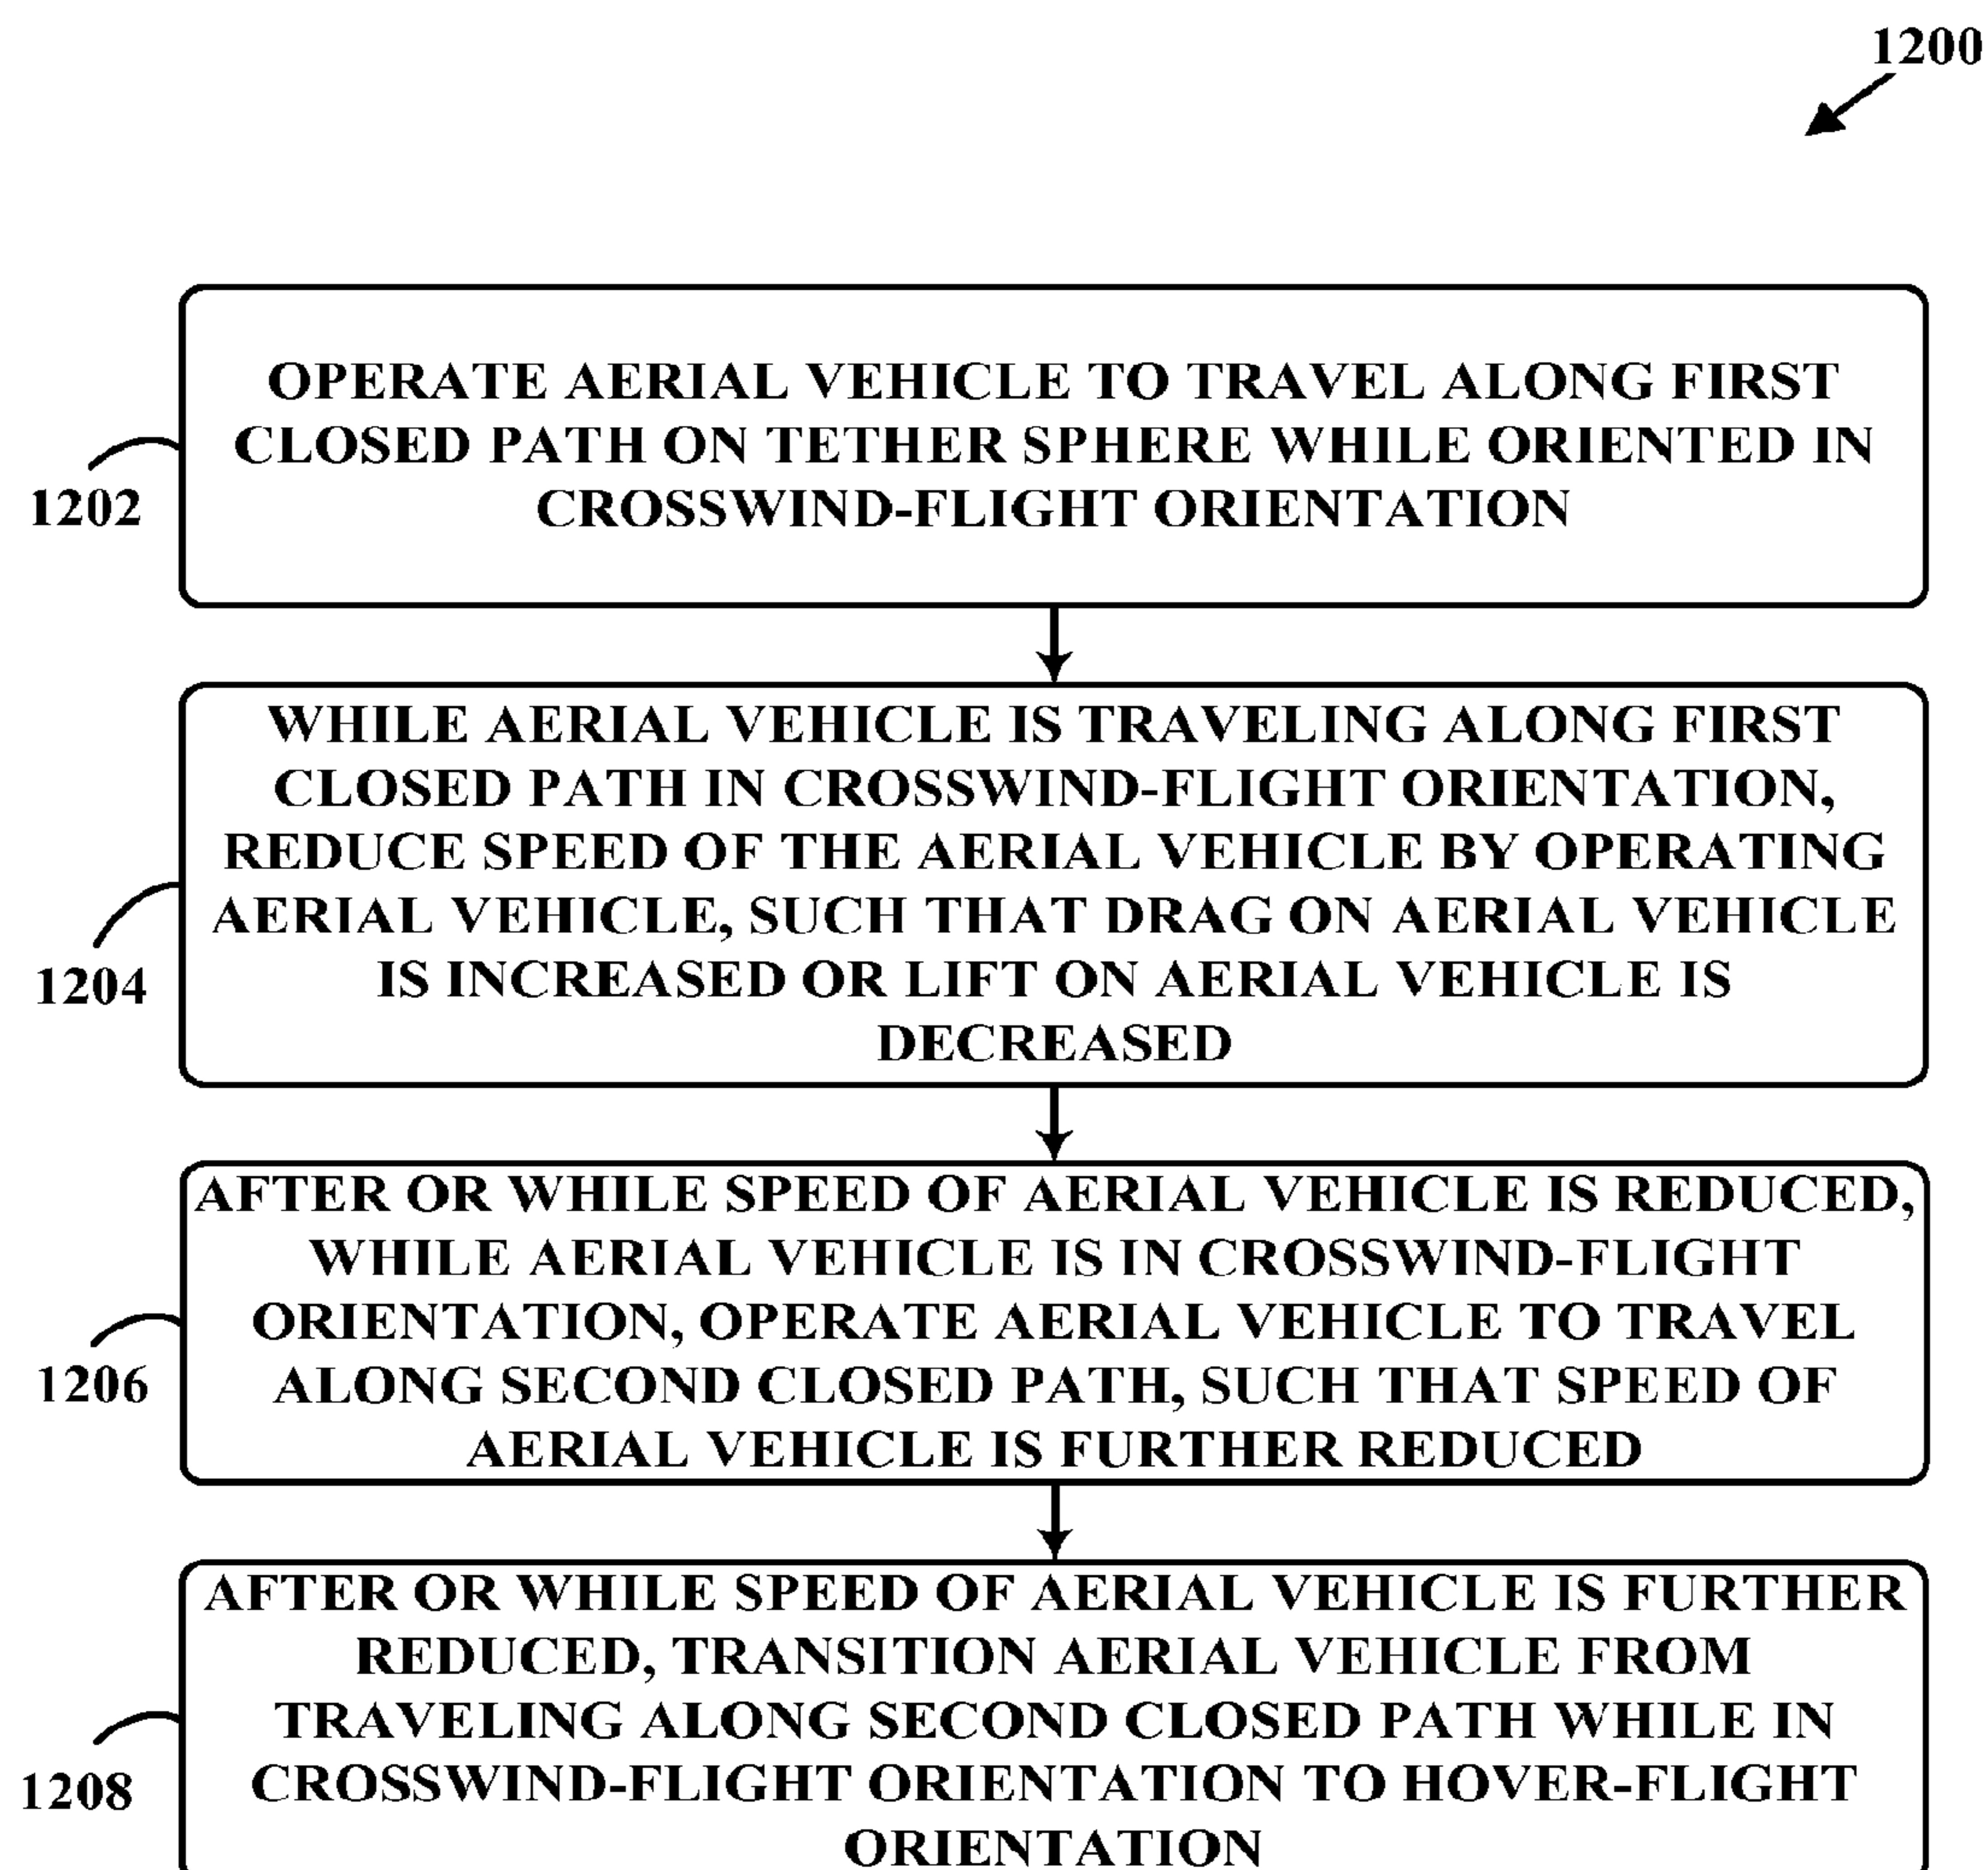 1200
OPERATE AERIAL VEHICLE TO TRAVEL ALONG FIRST
CLOSED PATH ON TETHER SPHERE WHILE ORIENTED IN
CROSSWIND-FLIGHT ORIENTATION
1202
WHILE AERIAL VEHICLE IS TRAVELING ALONG FIRST
CLOSED PATH IN CROSSWIND-FLIGHT ORIENTATION,
REDUCE SPEED OF THE AERIAL VEHICLE BY OPERATING
AERIAL VEHICLE, SUCH THAT DRAG ON AERIAL VEHICLE
IS INCREASED OR LIFT ON AERIAL VEHICLE IS
DECREASED
1204
AFTER OR WHILE SPEED OF AERIAL VEHICLE IS REDUCED,
WHILE AERIAL VEHICLE IS IN CROSSWIND-FLIGHT
ORIENTATION, OPERATE AERIAL VEHICLE TO TRAVEL
ALONG SECOND CLOSED PATH, SUCH THAT SPEED OF
AERIAL VEHICLE IS FURTHER REDUCED
1206
AFTER OR WHILE SPEED OF AERIAL VEHICLE IS FURTHER
REDUCED, TRANSITION AERIAL VEHICLE FROM
TRAVELING ALONG SECOND CLOSED PATH WHILE IN
CROSSWIND-FLIGHT ORIENTATION TO HOVER-FLIGHT
ORIENTATION
1208